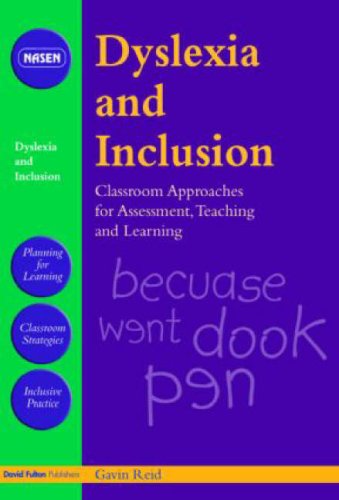 NASEN
Dyslexia
and
Inclusion
Planning
for
Learning
Classroom
Strategies
Inclusive
Practice
David Fulton Publishers
Dyslexia
and
Inclusion
Classroom Approaches
for Assessment, Teaching
and Learning
becuase
went dook
pen
Gavin Reid